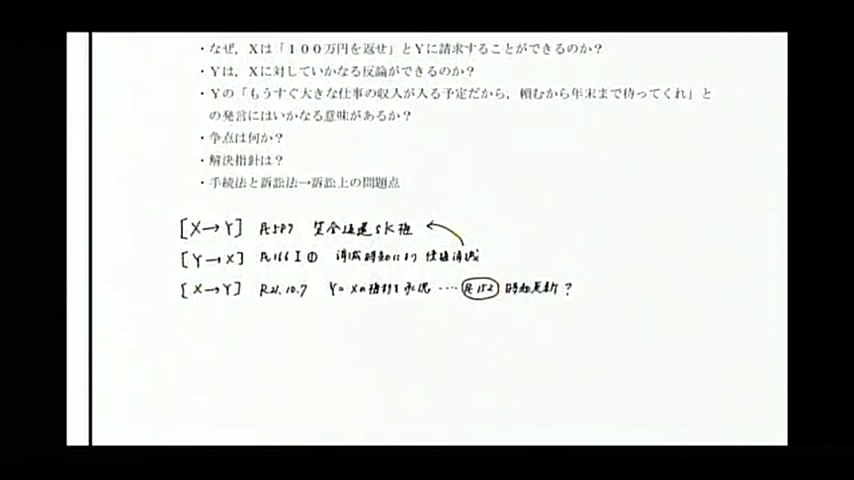 ・なぜ，Xは「１００万円を返せ」とYに請求することができるのか？
・Yは，Xに対していかなる反論ができるのか？
・Yの「もうすぐ大きな仕事の収入が入る予定だから，頼むから年末まで待ってくれ」と
の発言にはいかなる意味があるか？
・争点は何か？
・解決指針は？
・手続法と訴訟法→訴訟上の問題点
[X→Y] 民587 貸金返還SK権
[Y→X] 民166Ⅰ① 消滅時効により 債権消滅
[X→Y] R21.10.7 Y＝Xの権利を承認 ‥‥ 民152 時効更新？